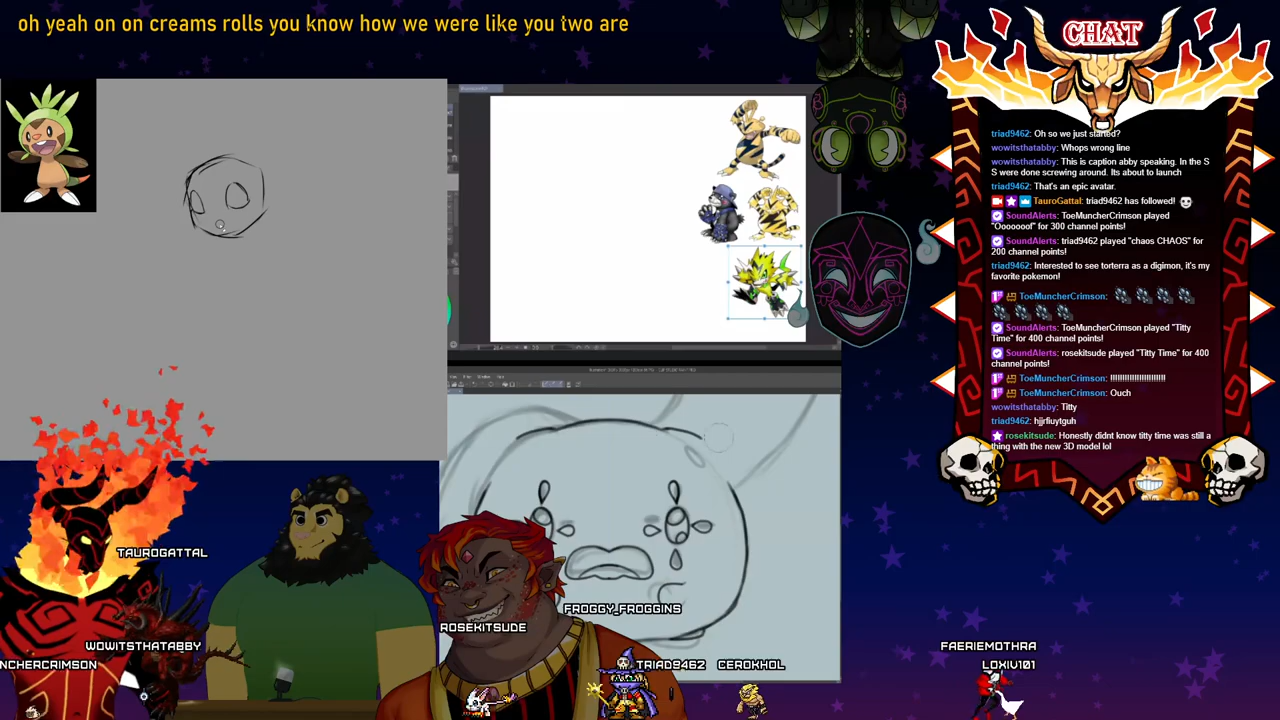 oh yeah on on creams rolls you know how we were like you two are
CHAT
triad9462: Oh so we just started?
wowitsthatabby: Whops wrong line
wowitsthatabby: This is caption abby speaking. In the S
S were done screwing around. Its about to launch
triad9462: That's an epic avatar.
TauroGattal: triad9462 has followed!
SoundAlerts: ToeMuncherCrimson played
"Ooooooof" for 300 channel points!
SoundAlerts: triad9462 played "chaos CHAOS" for
200 channel points!
triad9462: Interested to see torterra as a digimon, it's my
favorite pokemon!
ToeMuncherCrimson:
SoundAlerts: ToeMuncherCrimson played "Titty
Time" for 400 channel points!
SoundAlerts: rosekitsude played "Titty Time" for 400
channel points!
ToeMuncherCrimson: !!!!!!!!!!!!!!!!!!!!!!!
ToeMuncherCrimson: Ouch
wowitsthatabby: Titty
triad9462: hjjrfiuytguh
rosekitsude: Honestly didnt know titty time was still a
thing with the new 3D model lol
TAUROGATTAL
FROGGY_FROGGINS
ROSEKITSUDE
WOWITSTHATABBY
NCHERCRIMSON
TRIAD9462
CEROKHOL
FAERIEMOTHRA
LOXIV101